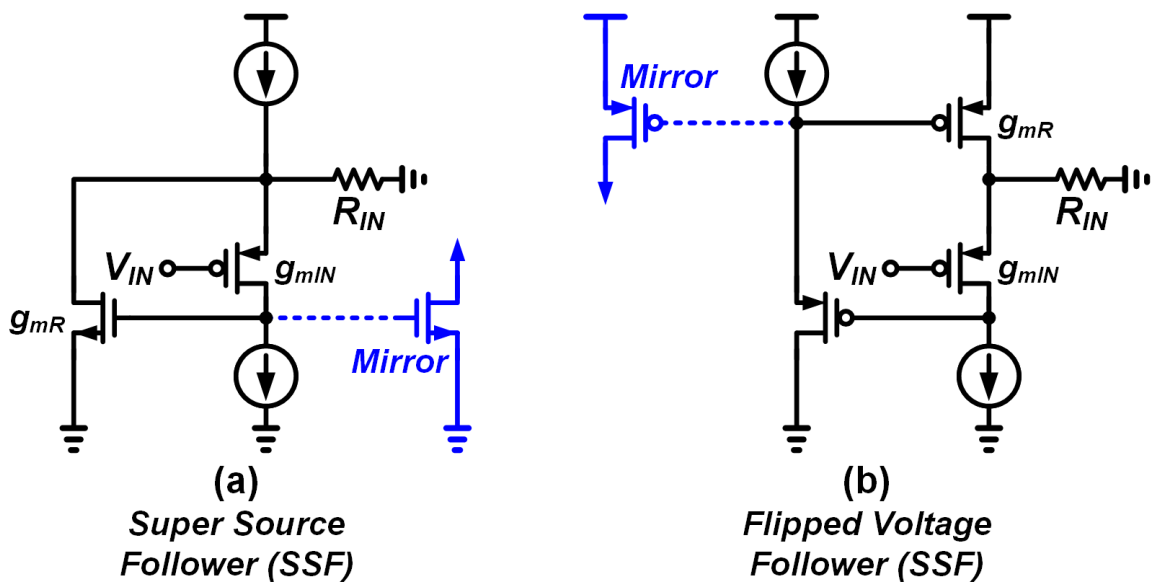 Mirror
g_mR
R_IN
R_IN
V_IN
g_mIN
V_IN
g_mIN
g_mR
Mirror
(a)
(b)
Super Source
Follower (SSF)
Flipped Voltage
Follower (SSF)